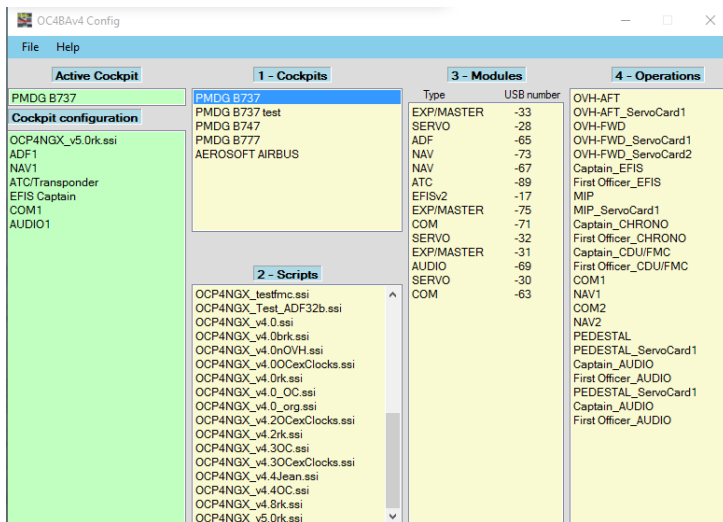 OC4BAv4 Config
File Help
Active Cockpit
PMDG B737
Cockpit configuration
OCP4NGX_v5.0rk.ssi
ADF1
NAV1
ATC/Transponder
EFIS Captain
COM1
AUDIO1
1 - Cockpits
PMDG B737
PMDG B737 test
PMDG B747
PMDG B777
AEROSOFT AIRBUS
2 - Scripts
OCP4NGX_testfmc.ssi
OCP4NGX_Test_ADF32b.ssi
OCP4NGX_v4.0.ssi
OCP4NGX_v4.0brk.ssi
OCP4NGX_v4.0nOVH.ssi
OCP4NGX_v4.0OCexClocks.ssi
OCP4NGX_v4.0rk.ssi
OCP4NGX_v4.0_OC.ssi
OCP4NGX_v4.0_org.ssi
OCP4NGX_v4.2OCexClocks.ssi
OCP4NGX_v4.2rk.ssi
OCP4NGX_v4.3OC.ssi
OCP4NGX_v4.3OCexClocks.ssi
OCP4NGX_v4.4Jean.ssi
OCP4NGX_v4.4OC.ssi
OCP4NGX_v4.8rk.ssi
OCP4NGX_v5.0rk.ssi
3 - Modules
Type USB number
EXP/MASTER -33
SERVO -28
ADF -65
NAV -73
NAV -67
ATC -89
EFISv2 -17
EXP/MASTER -75
COM -71
SERVO -32
EXP/MASTER -31
AUDIO -69
SERVO -30
COM -63
4 - Operations
OVH-AFT
OVH-AFT_ServoCard1
OVH-FWD
OVH-FWD_ServoCard1
OVH-FWD_ServoCard2
Captain_EFIS
First Officer_EFIS
MIP
MIP_ServoCard1
Captain_CHRONO
First Officer_CHRONO
Captain_CDU/FMC
First Officer_CDU/FMC
COM1
NAV1
COM2
NAV2
PEDESTAL
PEDESTAL_ServoCard1
Captain_AUDIO
First Officer_AUDIO
PEDESTAL_ServoCard1
Captain_AUDIO
First Officer_AUDIO